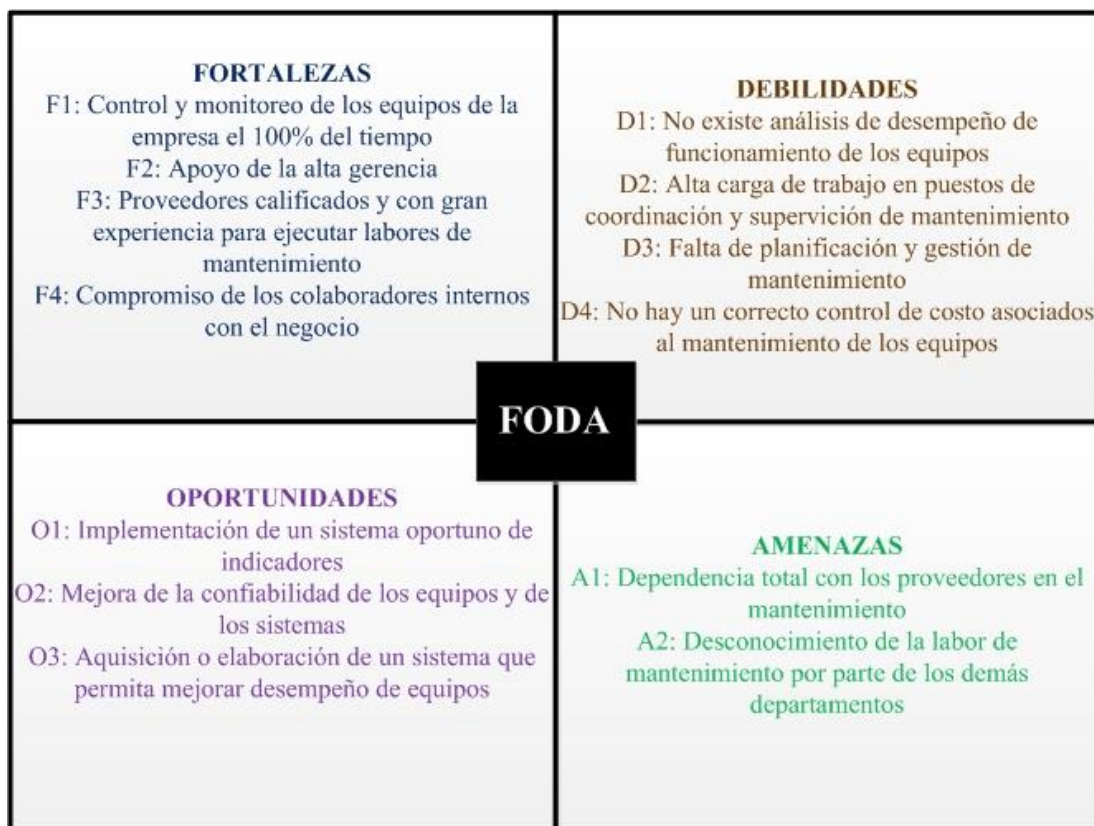 FORTALEZAS
F1: Control y monitoreo de los equipos de la
empresa el 100% del tiempo
F2: Apoyo de la alta gerencia
F3: Proveedores calificados y con gran
experiencia para ejecutar labores de
mantenimiento
F4: Compromiso de los colaboradores internos
con el negocio
DEBILIDADES
D1: No existe análisis de desempeño de
funcionamiento de los equipos
D2: Alta carga de trabajo en puestos de
coordinación y supervición de mantenimiento
D3: Falta de planificación y gestión de
mantenimiento
D4: No hay un correcto control de costo asociados
al mantenimiento de los equipos
FODA
OPORTUNIDADES
O1: Implementación de un sistema oportuno de
indicadores
O2: Mejora de la confiabilidad de los equipos y de
los sistemas
O3: Aquisición o elaboración de un sistema que
permita mejorar desempeño de equipos
AMENAZAS
A1: Dependencia total con los proveedores en el
mantenimiento
A2: Desconocimiento de la labor de
mantenimiento por parte de los demás
departamentos